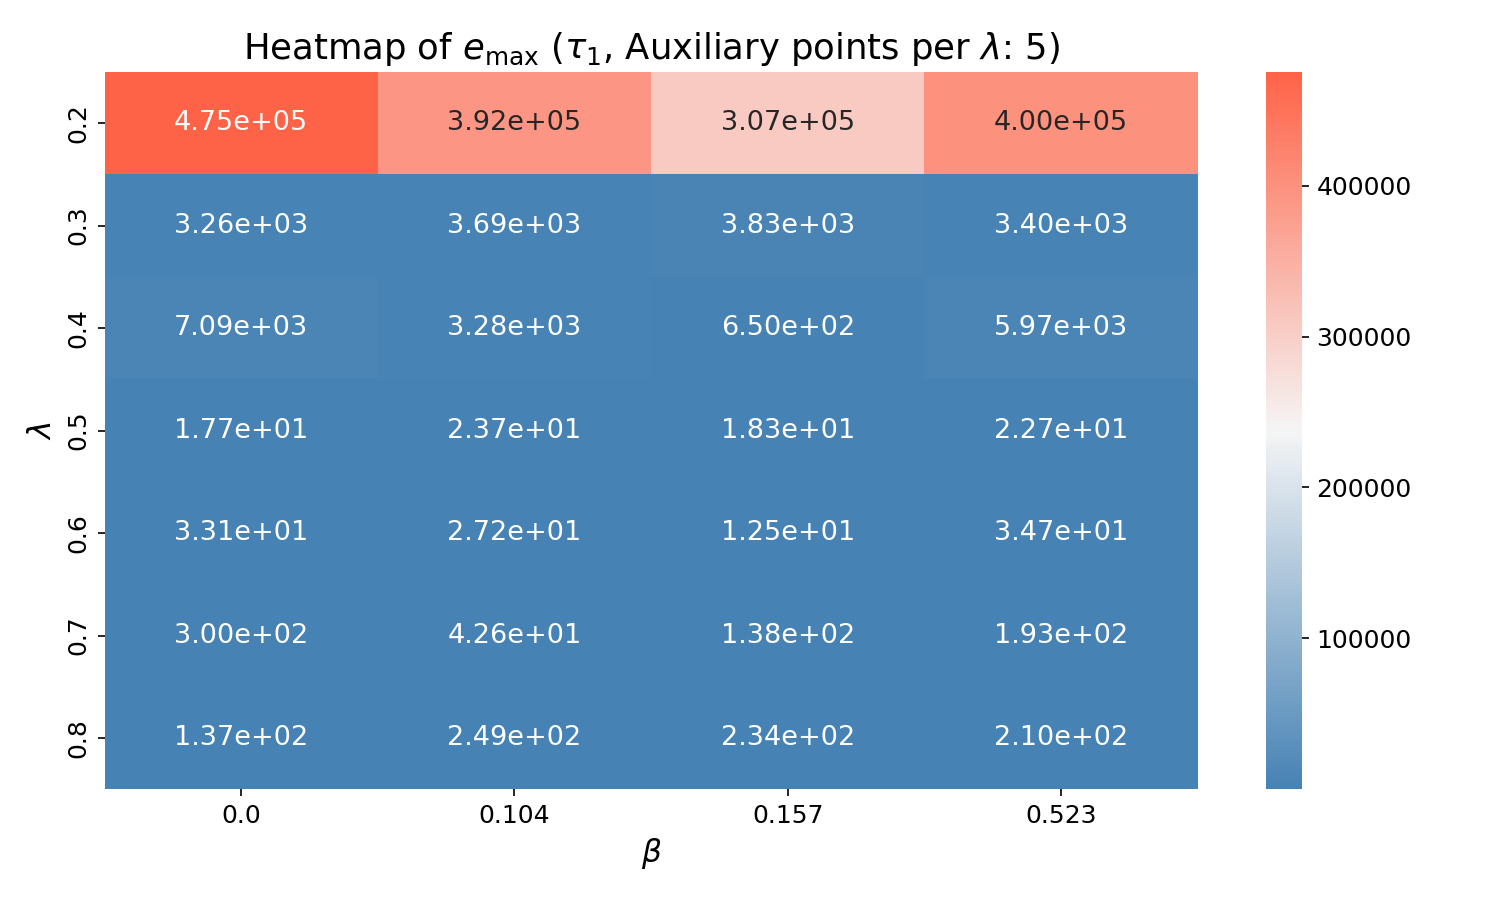 Heatmap of e_max (τ_1, Auxiliary points per λ: 5)
0.2 4.75e+05 3.92e+05 3.07e+05 4.00e+05
0.3 3.26e+03 3.69e+03 3.83e+03 3.40e+03
0.4 7.09e+03 3.28e+03 6.50e+02 5.97e+03
0.5 1.77e+01 2.37e+01 1.83e+01 2.27e+01
0.6 3.31e+01 2.72e+01 1.25e+01 3.47e+01
0.7 3.00e+02 4.26e+01 1.38e+02 1.93e+02
0.8 1.37e+02 2.49e+02 2.34e+02 2.10e+02
λ
0.0 0.104 0.157 0.523
β
400000
300000
200000
100000